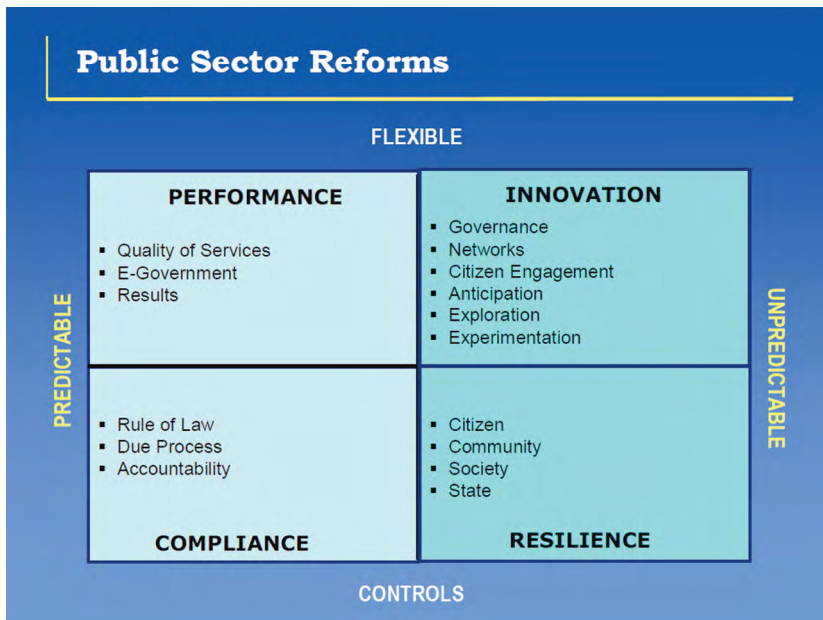 Public Sector Reforms
FLEXIBLE
PREDICTABLE
PERFORMANCE
▪ Quality of Services
▪ E-Government
▪ Results
INNOVATION
▪ Governance
▪ Networks
▪ Citizen Engagement
▪ Anticipation
▪ Exploration
▪ Experimentation
UNPREDICTABLE
▪ Rule of Law
▪ Due Process
▪ Accountability
COMPLIANCE
▪ Citizen
▪ Community
▪ Society
▪ State
RESILIENCE
CONTROLS